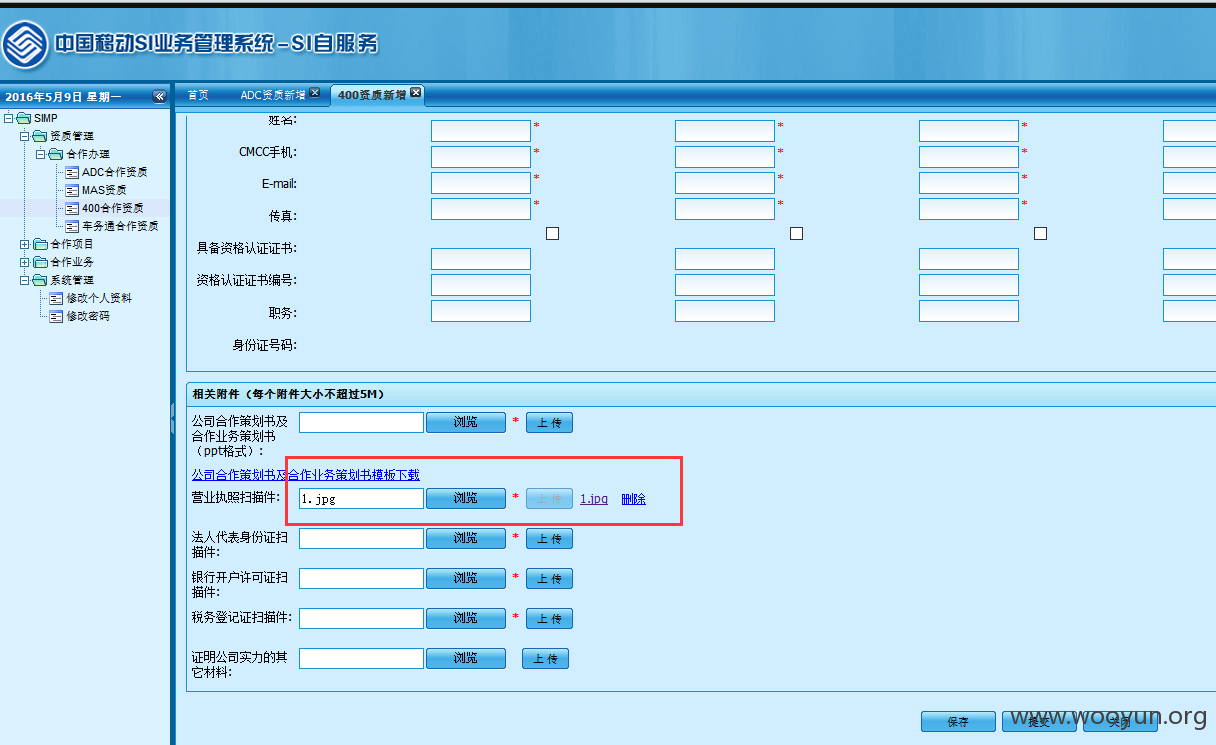 中国移动SI业务管理系统-SI自服务
2016年5月9日 星期一
首页 ADC资质新增 400资质新增
SIMP
资质管理
合作办理
ADC合作资质
MAS资质
400合作资质
车务通合作资质
合作项目
合作业务
系统管理
修改个人资料
修改密码
姓名:
* * *
CMCC手机:
* * *
E-mail:
* * *
传真:
* * *
具备资格认证证书:
资格认证证书编号:
职务:
身份证号码:
相关附件（每个附件大小不超过5M）
公司合作策划书及
合作业务策划书
（ppt格式）:
浏览 * 上 传
公司合作策划书及合作业务策划书模板下载
营业执照扫描件: 1.jpg 浏览 * 上 传 1.jpg 删除
法人代表身份证扫
描件:
浏览 * 上 传
银行开户许可证扫
描件:
浏览 * 上 传
税务登记证扫描件: 浏览 * 上 传
证明公司实力的其
它材料:
浏览 上 传
保存 提交 关闭
www.wooyun.org